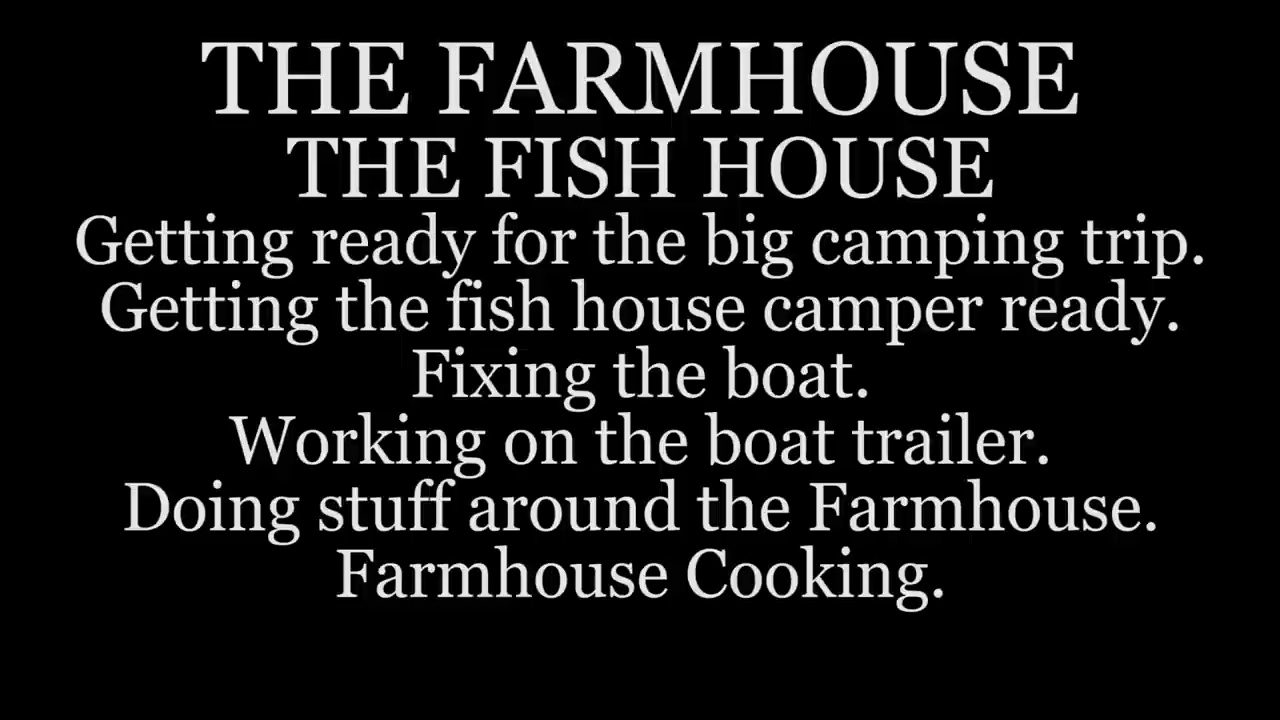 THE FARMHOUSE
THE FISH HOUSE
Getting ready for the big camping trip.
Getting the fish house camper ready.
Fixing the boat.
Working on the boat trailer.
Doing stuff around the Farmhouse.
Farmhouse Cooking.